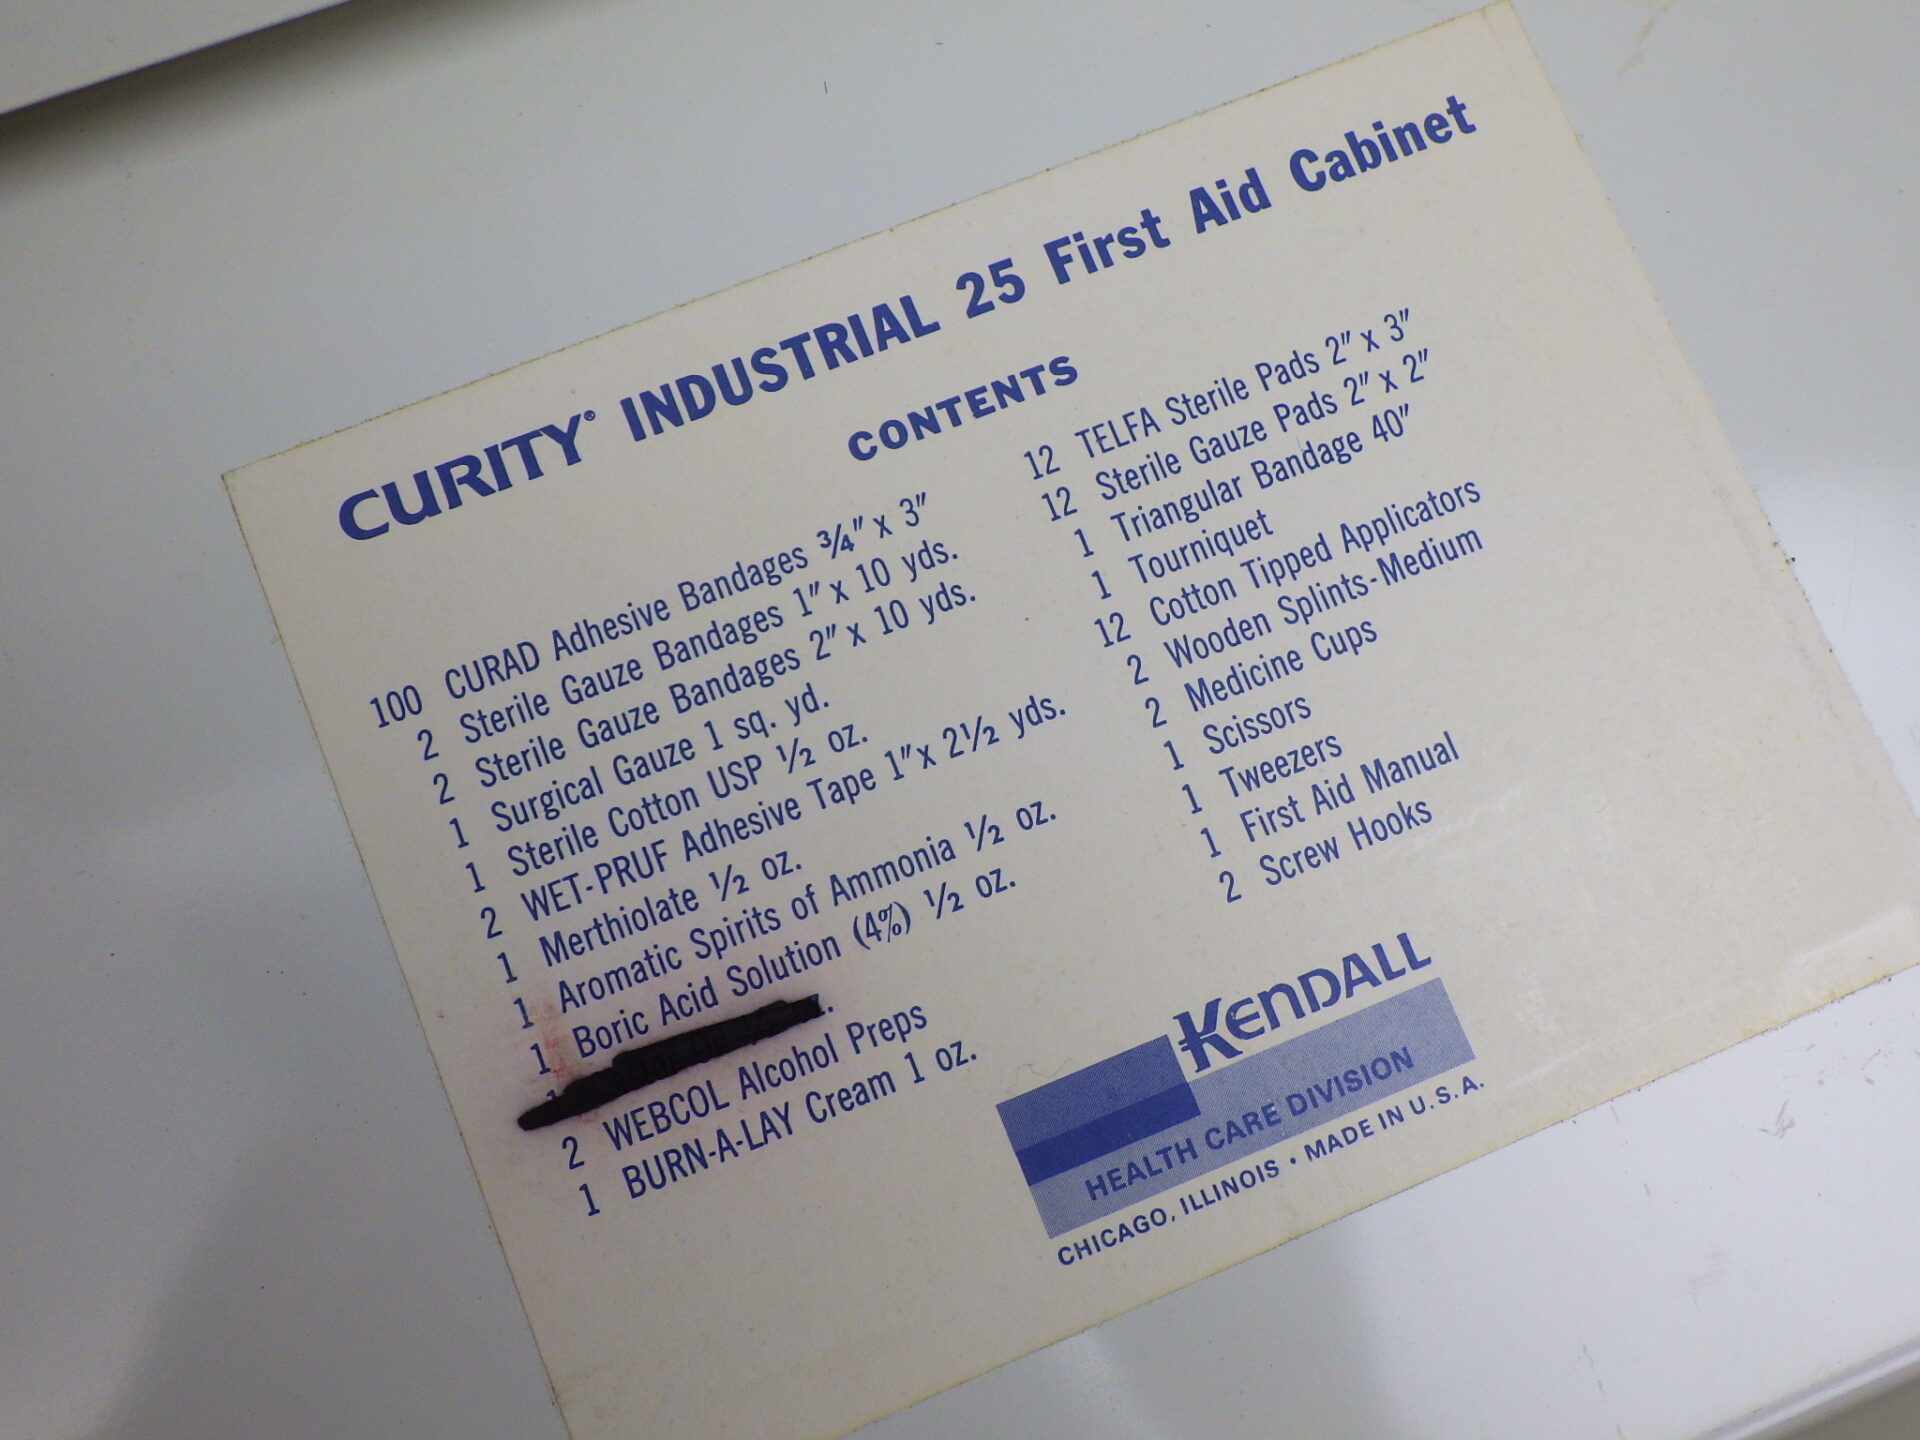 CURITY® INDUSTRIAL 25 First Aid Cabinet
CONTENTS
100 CURAD Adhesive Bandages 3/4" x 3"
2 Sterile Gauze Bandages 1" x 10 yds.
2 Sterile Gauze Bandages 2" x 10 yds.
1 Surgical Gauze 1 sq. yd.
1 Sterile Cotton USP 1/2 oz.
2 WET-PRUF Adhesive Tape 1" x 2 1/2 yds.
1 Merthiolate 1/2 oz.
1 Aromatic Spirits of Ammonia 1/2 oz.
1 Boric Acid Solution (4%) 1/2 oz.
2 WEBCOL Alcohol Preps
1 BURN-A-LAY Cream 1 oz.
12 TELFA Sterile Pads 2" x 3"
12 Sterile Gauze Pads 2" x 2"
1 Triangular Bandage 40"
1 Tourniquet
12 Cotton Tipped Applicators
2 Wooden Splints-Medium
2 Medicine Cups
1 Scissors
1 Tweezers
1 First Aid Manual
2 Screw Hooks
KENDALL
HEALTH CARE DIVISION
CHICAGO, ILLINOIS • MADE IN U.S.A.